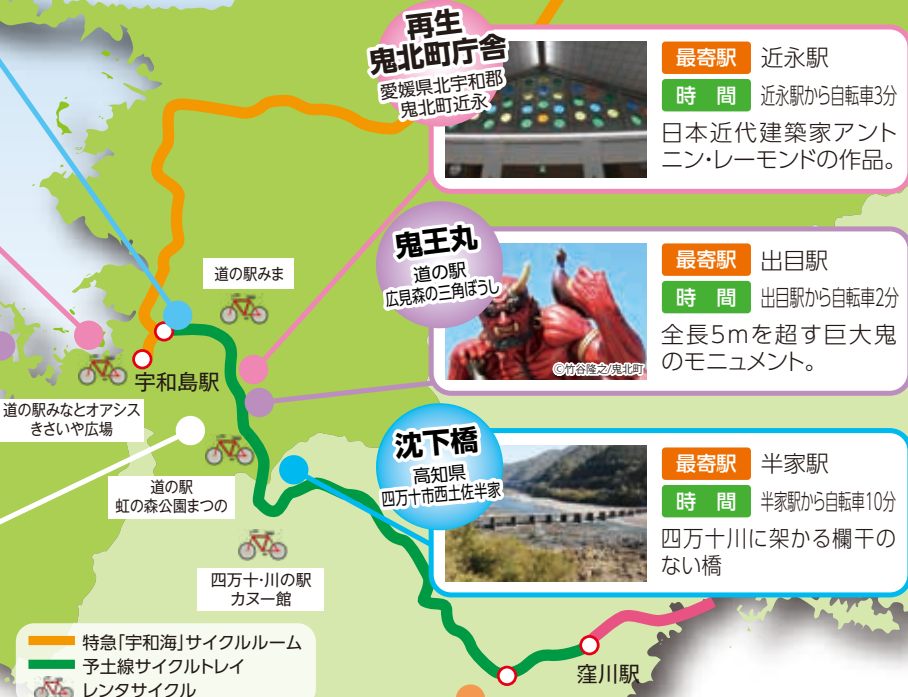 再生
鬼北町庁舎
愛媛県北宇和郡
鬼北町近永
最寄駅 近永駅
時間 近永駅から自転車3分
日本近代建築家アント
ニン・レーモンドの作品。
鬼王丸
道の駅
広見森の三角ぼうし
©竹谷隆之/鬼北町
最寄駅 出目駅
時間 出目駅から自転車2分
全長5mを超す巨大鬼
のモニュメント。
沈下橋
高知県
四万十市西土佐半家
最寄駅 半家駅
時間 半家駅から自転車10分
四万十川に架かる欄干の
ない橋
道の駅みま
宇和島駅
道の駅みなとオアシス
きさいや広場
道の駅
虹の森公園まつの
四万十・川の駅
カヌー館
窪川駅
特急「宇和海」サイクルルーム
予土線サイクルトレイ
レンタサイクル